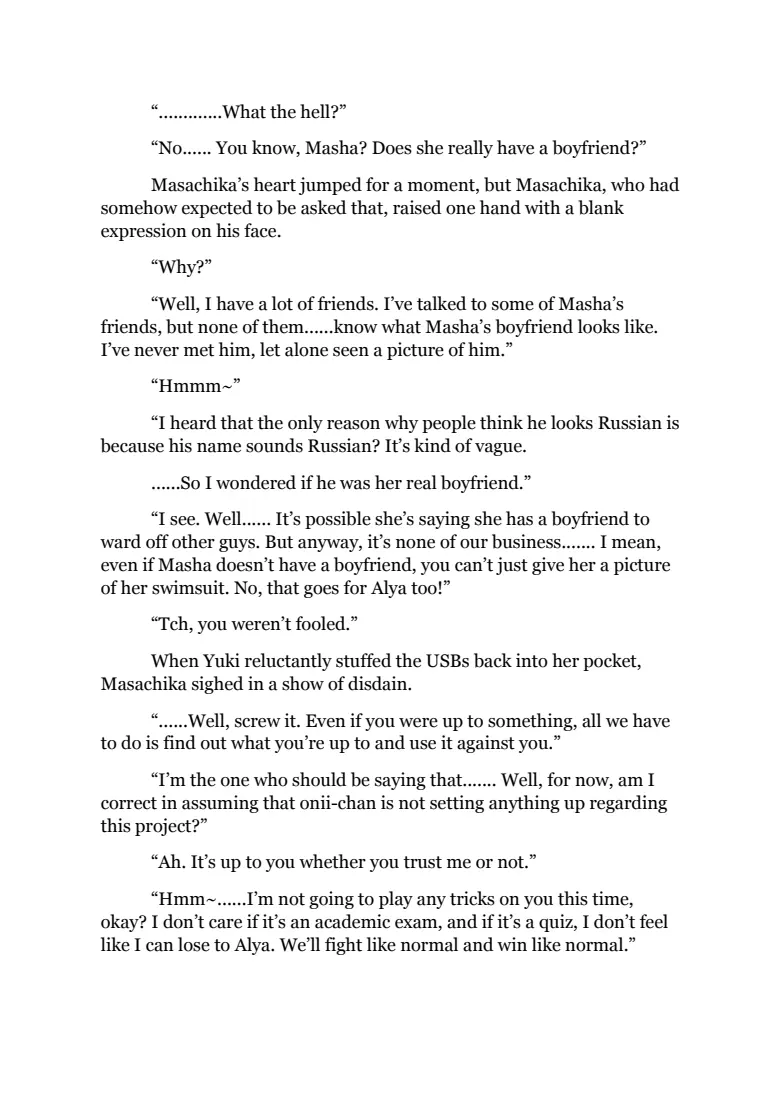 “.............What the hell?”
“No...... You know, Masha? Does she really have a boyfriend?”
Masachika’s heart jumped for a moment, but Masachika, who had
somehow expected to be asked that, raised one hand with a blank
expression on his face.
“Why?”
“Well, I have a lot of friends. I’ve talked to some of Masha’s
friends, but none of them......know what Masha’s boyfriend looks like.
I’ve never met him, let alone seen a picture of him.”
“Hmmm~”
“I heard that the only reason why people think he looks Russian is
because his name sounds Russian? It’s kind of vague.
......So I wondered if he was her real boyfriend.”
“I see. Well...... It’s possible she’s saying she has a boyfriend to
ward off other guys. But anyway, it’s none of our business....... I mean,
even if Masha doesn’t have a boyfriend, you can’t just give her a picture
of her swimsuit. No, that goes for Alya too!”
“Tch, you weren’t fooled.”
When Yuki reluctantly stuffed the USBs back into her pocket,
Masachika sighed in a show of disdain.
“......Well, screw it. Even if you were up to something, all we have
to do is find out what you’re up to and use it against you.”
“I’m the one who should be saying that....... Well, for now, am I
correct in assuming that onii-chan is not setting anything up regarding
this project?”
“Ah. It’s up to you whether you trust me or not.”
“Hmm~......I’m not going to play any tricks on you this time,
okay? I don’t care if it’s an academic exam, and if it’s a quiz, I don’t feel
like I can lose to Alya. We’ll fight like normal and win like normal.”